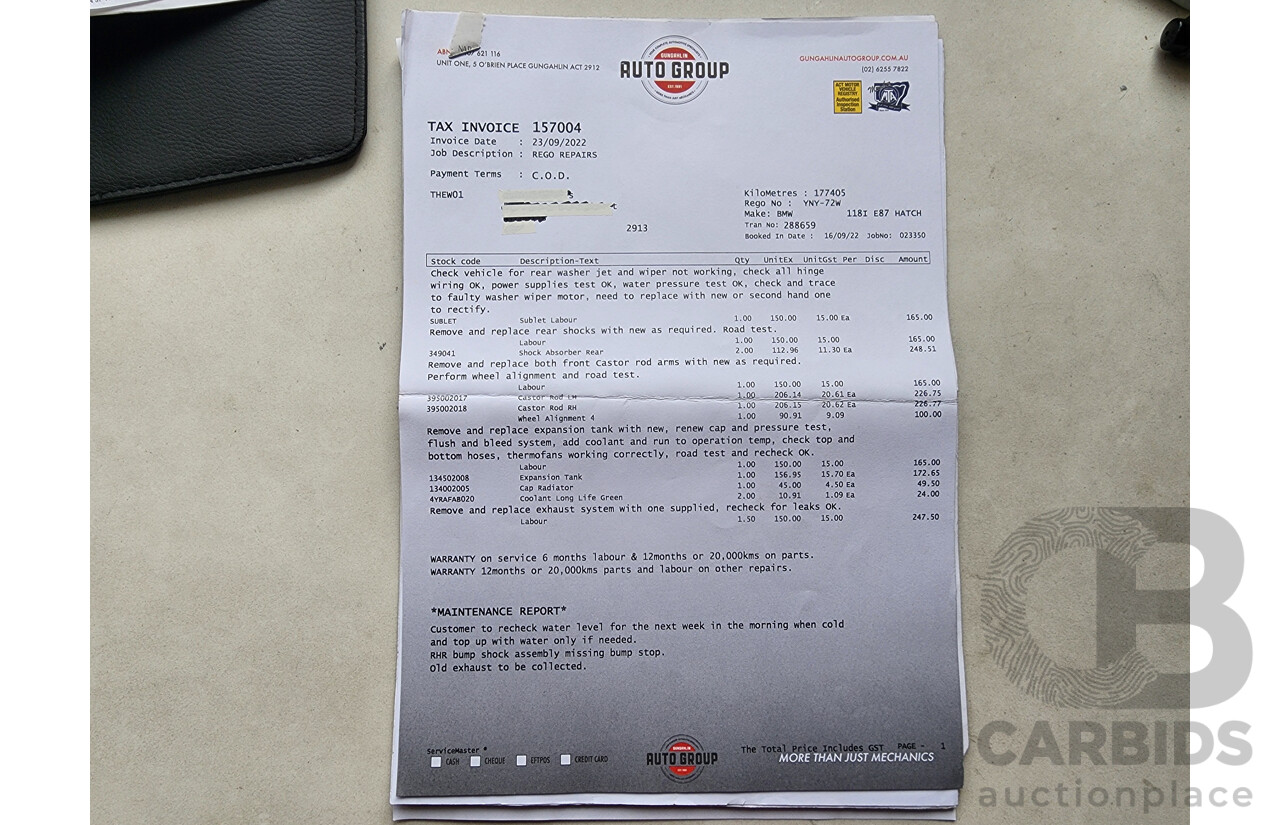 621 116
UNIT ONE, 5 O'BRIEN PLACE GUNGAHLIN ACT 2912
GUNGAHLIN
AUTO GROUP
EST. 1981
GUNGAHLINAUTOGROUP.COM.AU
(02) 6255 7822
ACT MOTOR
VEHICLE
REGISTRY
Authorised
Inspection
Station
TAX INVOICE 157004
Invoice Date : 23/09/2022
Job Description : REGO REPAIRS
Payment Terms : C.O.D.
THEW01
2913
KiloMetres : 177405
Rego No : YNY-72W
Make: BMW 118I E87 HATCH
Tran No: 288659
Booked In Date : 16/09/22 JobNo: 023350
Stock code Description-Text Qty UnitEx UnitGst Per Disc Amount
Check vehicle for rear washer jet and wiper not working, check all hinge
wiring OK, power supplies test OK, water pressure test OK, check and trace
to faulty washer wiper motor, need to replace with new or second hand one
to rectify.
SUBLET Sublet Labour 1.00 150.00 15.00 Ea 165.00
Remove and replace rear shocks with new as required. Road test.
Labour 1.00 150.00 15.00 165.00
349041 Shock Absorber Rear 2.00 112.96 11.30 Ea 248.51
Remove and replace both front Castor rod arms with new as required.
Perform wheel alignment and road test.
Labour 1.00 150.00 15.00 165.00
395002017 Castor Rod LH 1.00 206.14 20.61 Ea 226.75
395002018 Castor Rod RH 1.00 206.15 20.62 Ea 226.77
Wheel Alignment 4 1.00 90.91 9.09 100.00
Remove and replace expansion tank with new, renew cap and pressure test,
flush and bleed system, add coolant and run to operation temp, check top and
bottom hoses, thermofans working correctly, road test and recheck OK.
Labour 1.00 150.00 15.00 165.00
134502008 Expansion Tank 1.00 156.95 15.70 Ea 172.65
134002005 Cap Radiator 1.00 45.00 4.50 Ea 49.50
4YRAFAB020 Coolant Long Life Green 2.00 10.91 1.09 Ea 24.00
Remove and replace exhaust system with one supplied, recheck for leaks OK.
Labour 1.50 150.00 15.00 247.50
WARRANTY on service 6 months labour & 12months or 20,000kms on parts.
WARRANTY 12months or 20,000kms parts and labour on other repairs.
*MAINTENANCE REPORT*
Customer to recheck water level for the next week in the morning when cold
and top up with water only if needed.
RHR bump shock assembly missing bump stop.
Old exhaust to be collected.
ServiceMaster *
CASH CHEQUE EFTPOS CREDIT CARD
GUNGAHLIN
AUTO GROUP
The Total Price Includes GST PAGE - 1
MORE THAN JUST MECHANICS
CB
CARBIDS
auctionplace